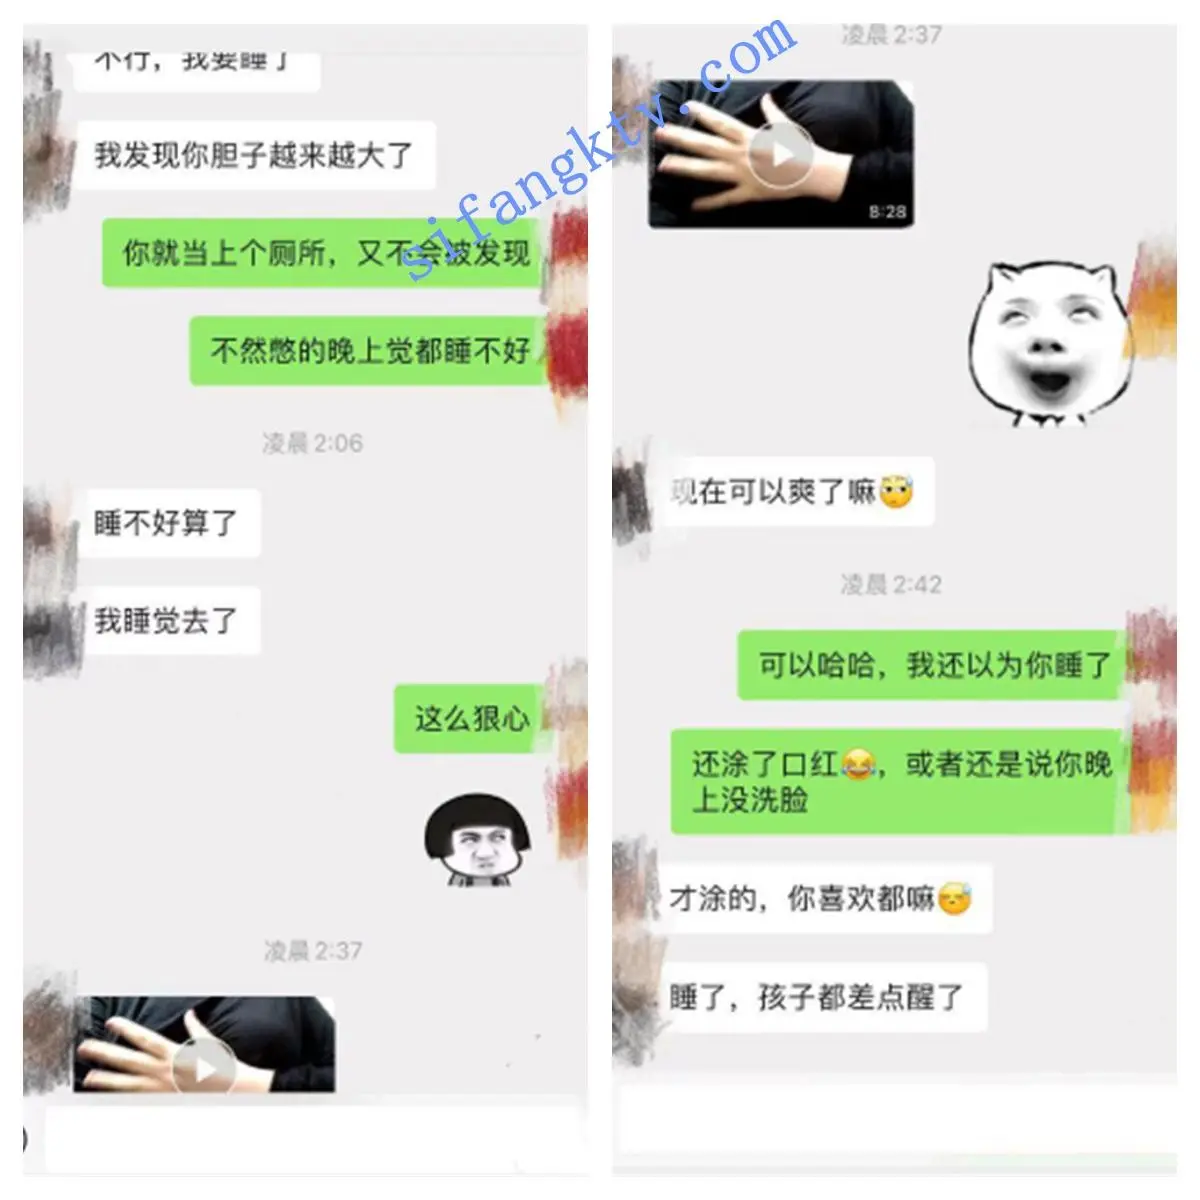 不行，我要睡了
我发现你胆子越来越大了
你就当上个厕所，又不会被发现
不然憋的晚上觉都睡不好
凌晨 2:06
睡不好算了
我睡觉去了
这么狠心
凌晨 2:37
sifangktv.com
凌晨 2:37
8:28
现在可以爽了嘛
凌晨 2:42
可以哈哈，我还以为你睡了
还涂了口红😂，或者还是说你晚
上没洗脸
才涂的，你喜欢都嘛
睡了，孩子都差点醒了